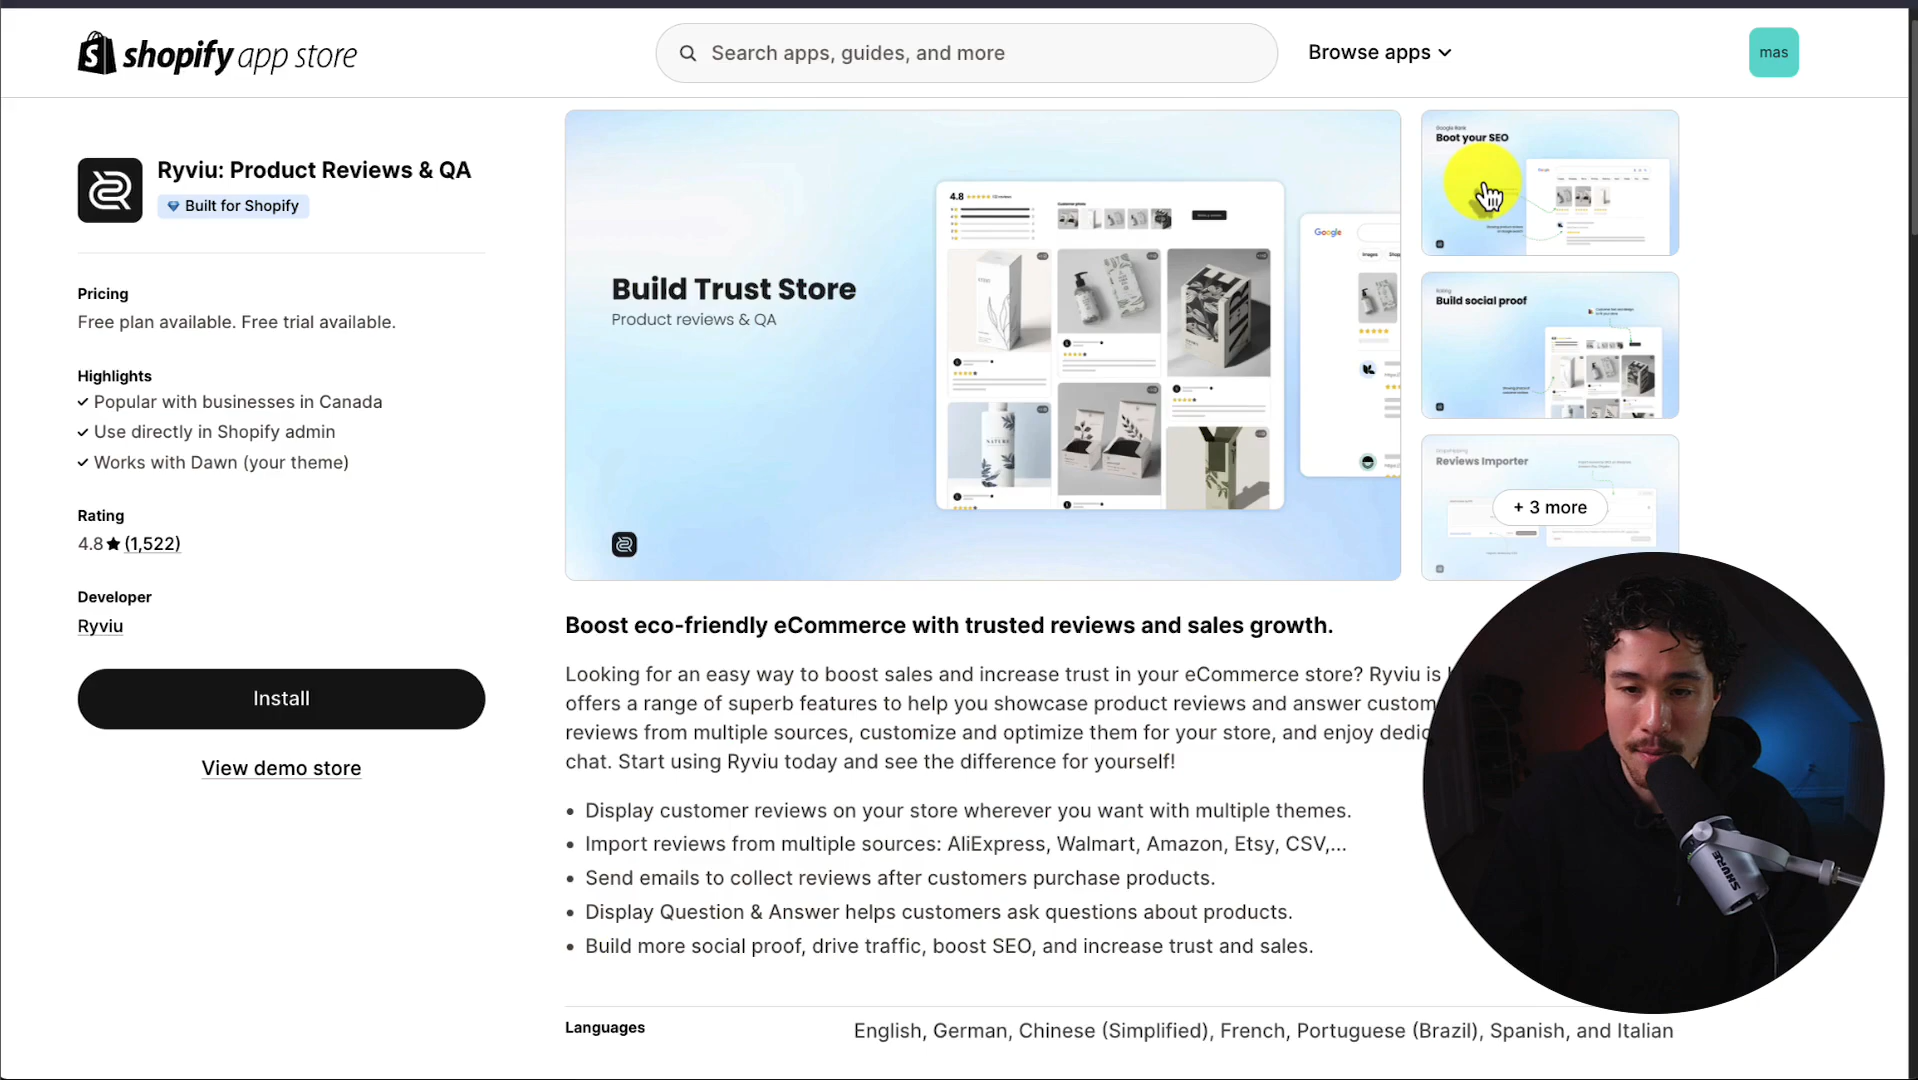 shopify app store
Search apps, guides, and more
Browse apps
mas
Ryviu: Product Reviews & QA
Built for Shopify
Pricing
Free plan available. Free trial available.
Highlights
Popular with businesses in Canada
Use directly in Shopify admin
Works with Dawn (your theme)
Rating
4.8 (1,522)
Developer
Ryviu
Install
View demo store
Build Trust Store
Product reviews & QA
4.8
Google
Images
Google Rank
Boot your SEO
Rating
Build social proof
Reviews Importer
+ 3 more
Boost eco-friendly eCommerce with trusted reviews and sales growth.
Looking for an easy way to boost sales and increase trust in your eCommerce store? Ryviu is
offers a range of superb features to help you showcase product reviews and answer custom
reviews from multiple sources, customize and optimize them for your store, and enjoy dedic
chat. Start using Ryviu today and see the difference for yourself!
• Display customer reviews on your store wherever you want with multiple themes.
• Import reviews from multiple sources: AliExpress, Walmart, Amazon, Etsy, CSV,...
• Send emails to collect reviews after customers purchase products.
• Display Question & Answer helps customers ask questions about products.
• Build more social proof, drive traffic, boost SEO, and increase trust and sales.
Languages
English, German, Chinese (Simplified), French, Portuguese (Brazil), Spanish, and Italian
SHURE